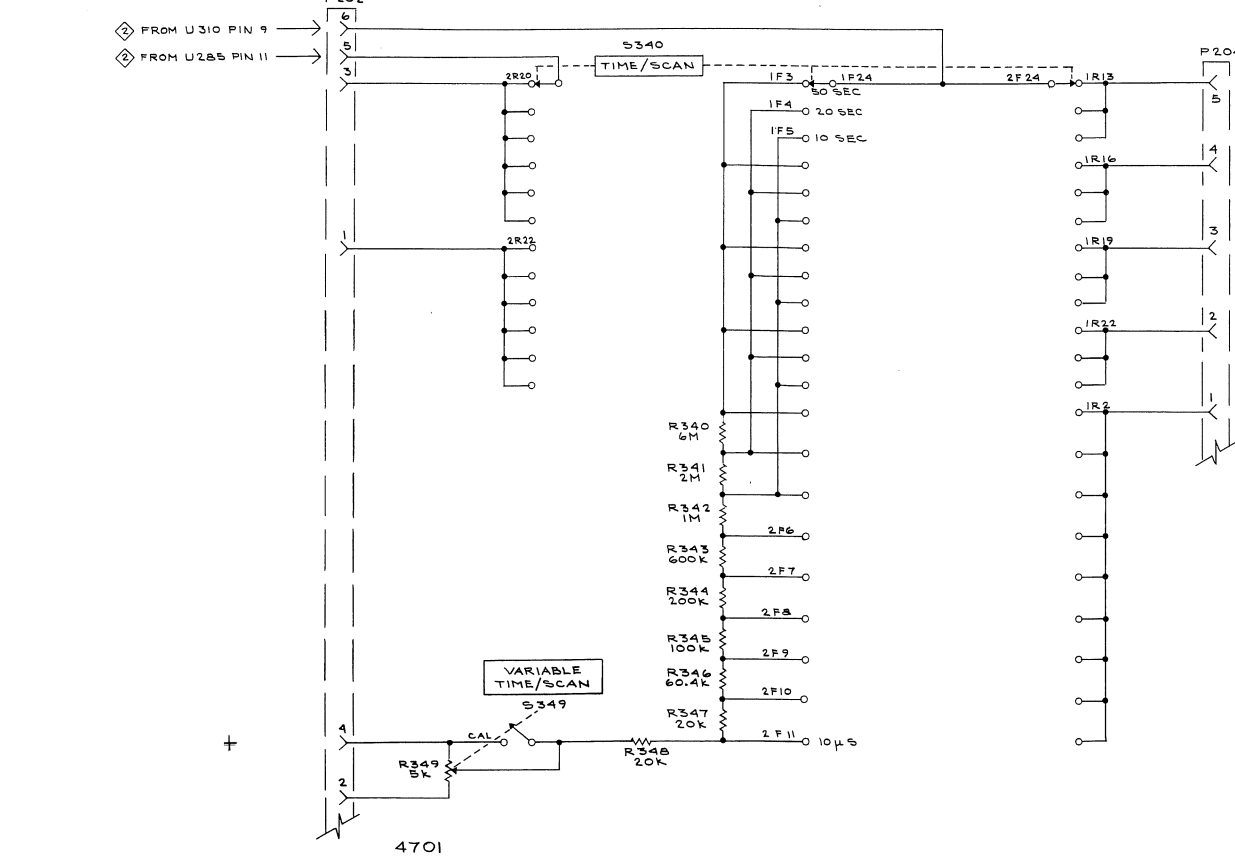 6
FROM U310 PIN 9
2
5
FROM U285 PIN 11
2
S340
TIME/SCAN
3
2R20
1F3
1F24
50 SEC
2F24
1R13
5
1F4
20 SEC
1F5
10 SEC
1R16
4
1
2R22
1R19
3
1R22
2
1R2
1
R340
6M
R341
2M
R342
1M
2F6
R343
600K
2F7
R344
200K
2F8
R345
100K
2F9
R346
60.4K
2F10
R347
20K
VARIABLE
TIME/SCAN
S349
4
CAL
R348
20K
2F11
10µS
R349
5K
2
4701